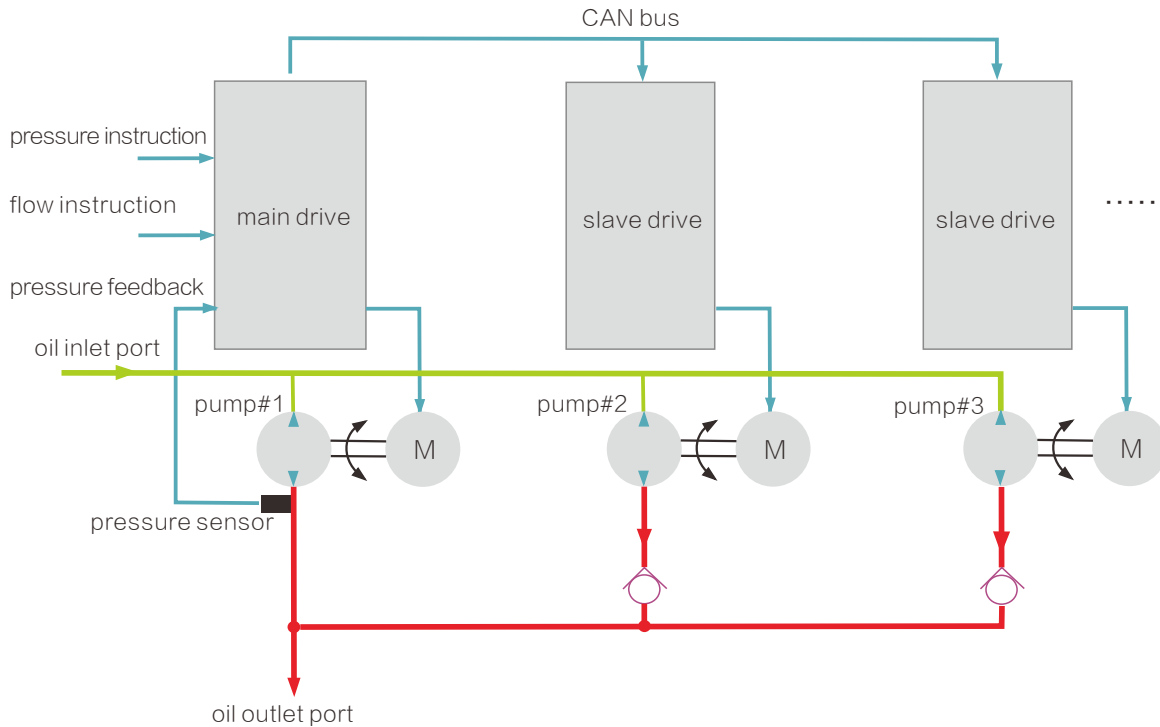 CAN bus
pressure instruction
flow instruction
main drive
slave drive
slave drive
.....
pressure feedback
oil inlet port
pump#1
pump#2
pump#3
M
M
M
pressure sensor
oil outlet port